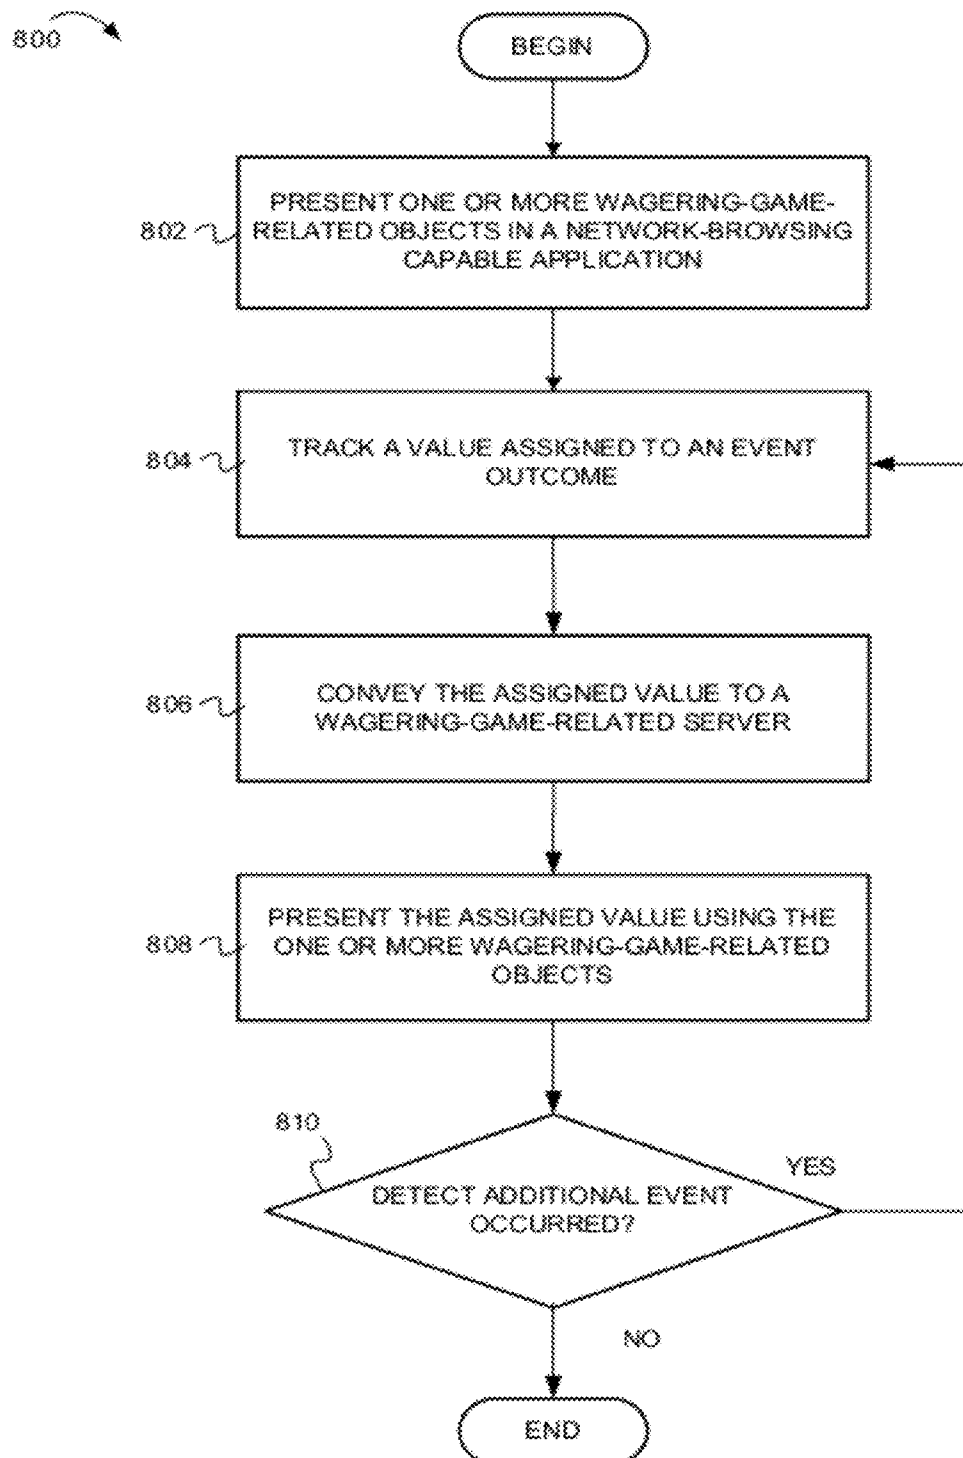 800
BEGIN
802
PRESENT ONE OR MORE WAGERING-GAME-
RELATED OBJECTS IN A NETWORK-BROWSING
CAPABLE APPLICATION
804
TRACK A VALUE ASSIGNED TO AN EVENT
OUTCOME
806
CONVEY THE ASSIGNED VALUE TO A
WAGERING-GAME-RELATED SERVER
808
PRESENT THE ASSIGNED VALUE USING THE
ONE OR MORE WAGERING-GAME-RELATED
OBJECTS
810
DETECT ADDITIONAL EVENT
OCCURRED?
YES
NO
END